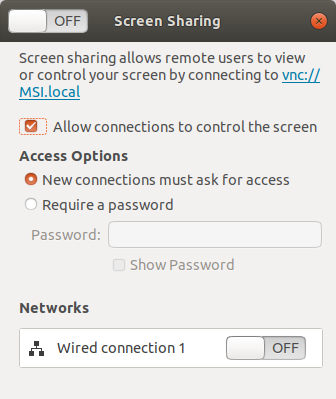 OFF Screen Sharing
Screen sharing allows remote users to view
or control your screen by connecting to vnc://
MSI.local
Allow connections to control the screen
Access Options
New connections must ask for access
Require a password
Password:
Show Password
Networks
Wired connection 1 OFF